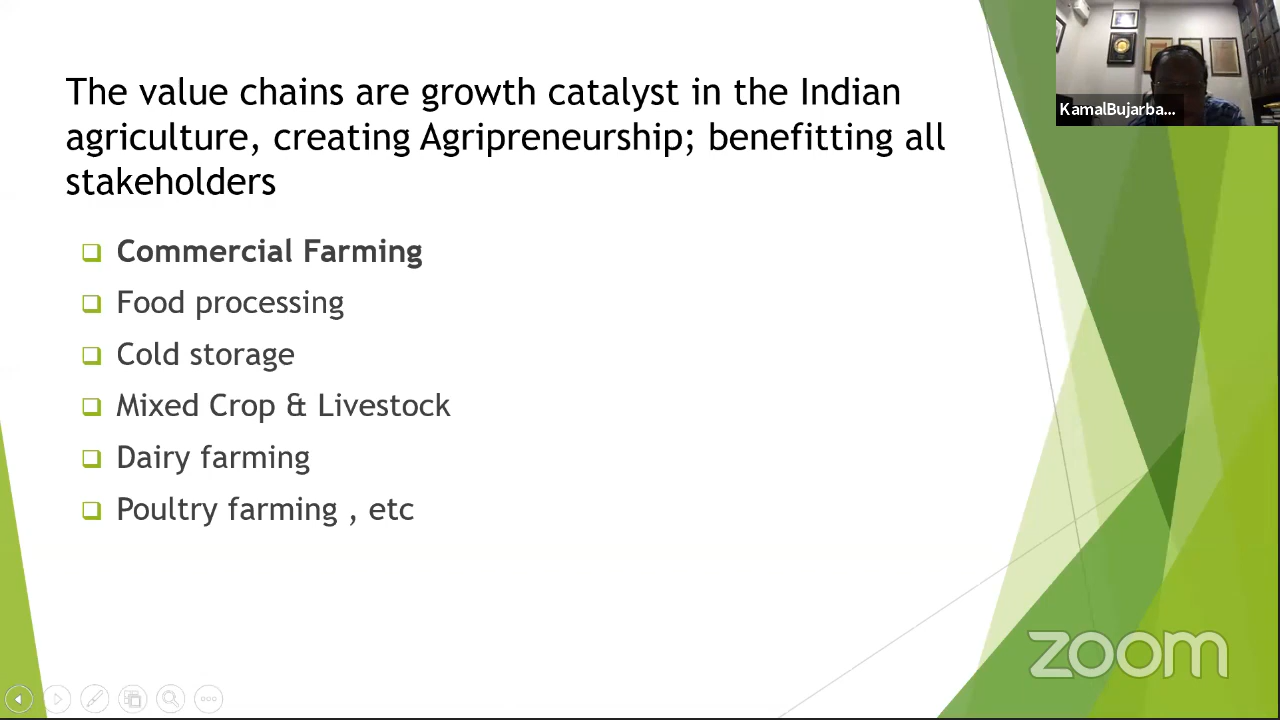 The value chains are growth catalyst in the Indian
agriculture, creating Agripreneurship; benefitting all
stakeholders
Commercial Farming
Food processing
Cold storage
Mixed Crop & Livestock
Dairy farming
Poultry farming , etc
KamalBujarba...
zoom